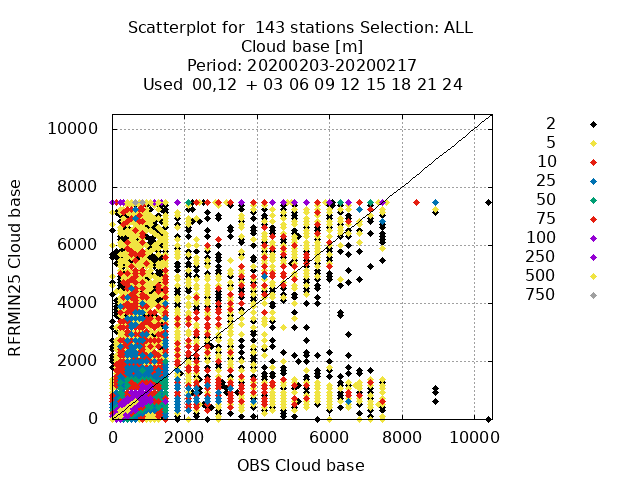 Scatterplot for  143 stations Selection: ALL
Cloud base [m]
Period: 20200203-20200217
Used  00,12  + 03 06 09 12 15 18 21 24
RFRMIN25 Cloud base
10000
8000
6000
4000
2000
0
0 2000 4000 6000 8000 10000
OBS Cloud base
2
5
10
25
50
75
100
250
500
750